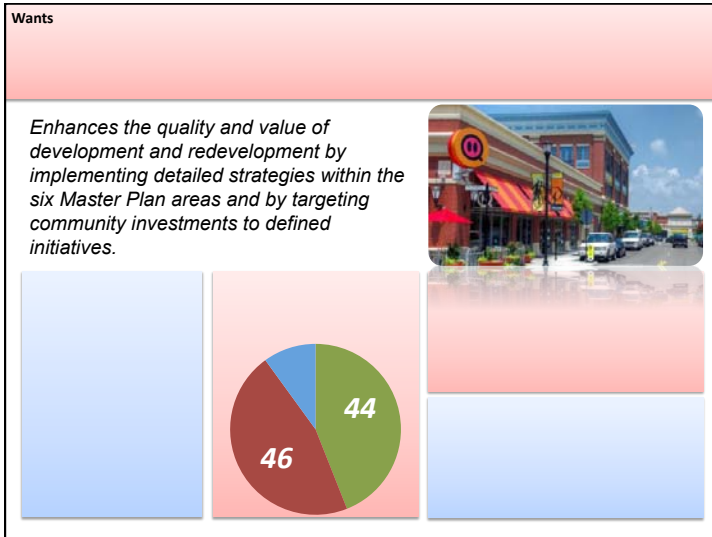 Wants
Enhances the quality and value of
development and redevelopment by
implementing detailed strategies within the
six Master Plan areas and by targeting
community investments to defined
initiatives.
44
46